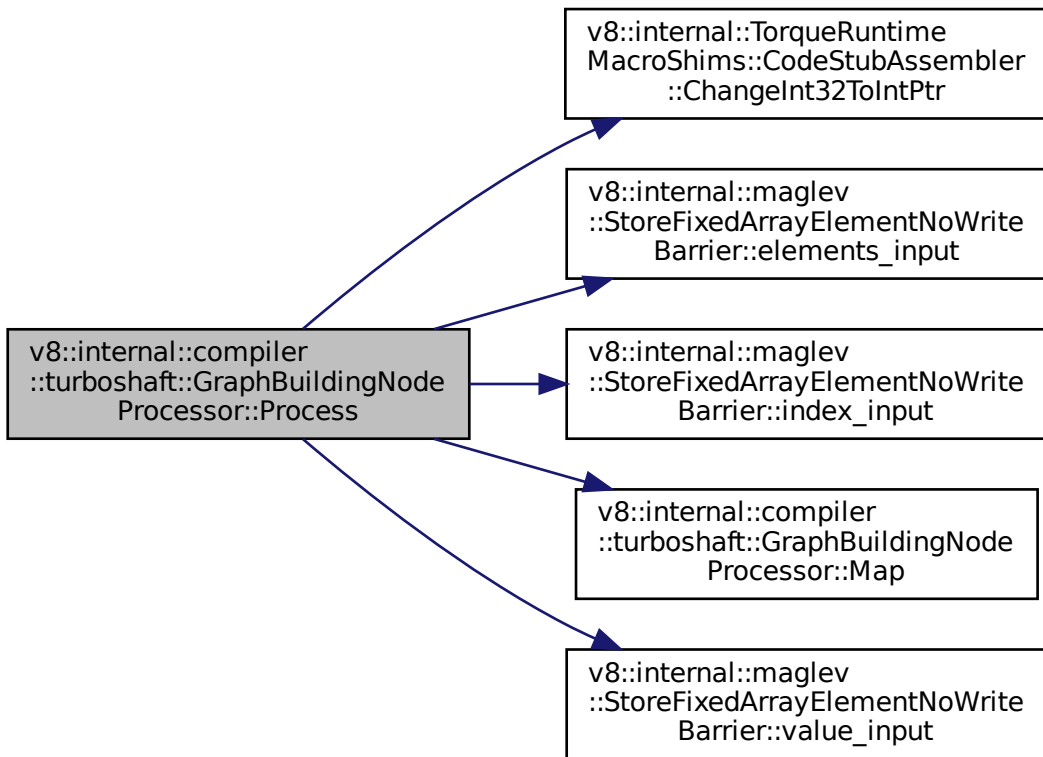 v8::internal::TorqueRuntime
MacroShims::CodeStubAssembler
::ChangeInt32ToIntPtr
v8::internal::maglev
::StoreFixedArrayElementNoWrite
Barrier::elements_input
v8::internal::compiler
::turboshaft::GraphBuildingNode
Processor::Process
v8::internal::maglev
::StoreFixedArrayElementNoWrite
Barrier::index_input
v8::internal::compiler
::turboshaft::GraphBuildingNode
Processor::Map
v8::internal::maglev
::StoreFixedArrayElementNoWrite
Barrier::value_input